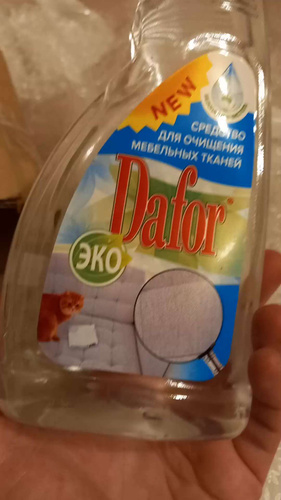 NEW
СРЕДСТВО
ДЛЯ ОЧИЩЕНИЯ
МЕБЕЛЬНЫХ ТКАНЕЙ
Dafor®
ЭКО